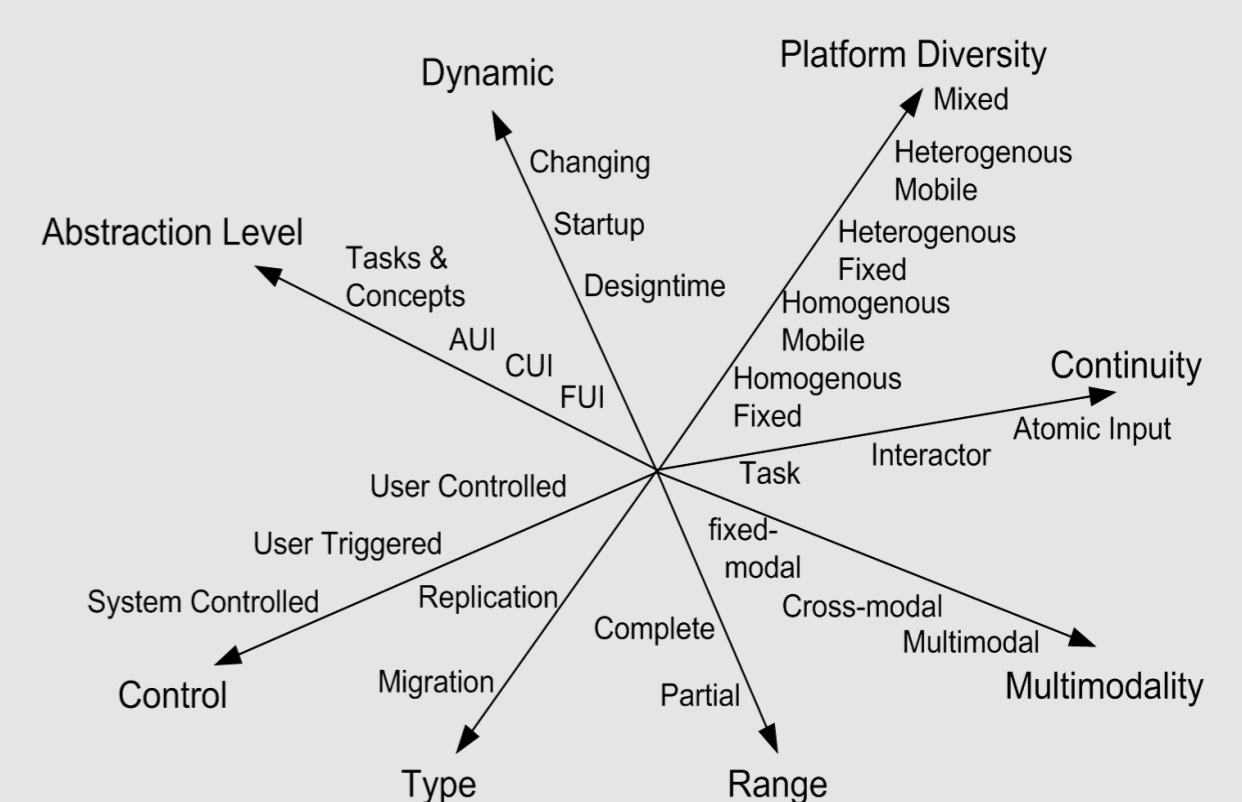 Platform Diversity
Dynamic
Mixed
Changing
Heterogenous
Mobile
Startup
Abstraction Level
Heterogenous
Fixed
Tasks &
Concepts
Designtime
Homogenous
Mobile
AUI
CUI
FUI
Continuity
Homogenous
Fixed
Atomic Input
Interactor
Task
User Controlled
fixed-
modal
User Triggered
System Controlled
Replication
Cross-modal
Complete
Multimodal
Migration
Partial
Multimodality
Control
Type
Range